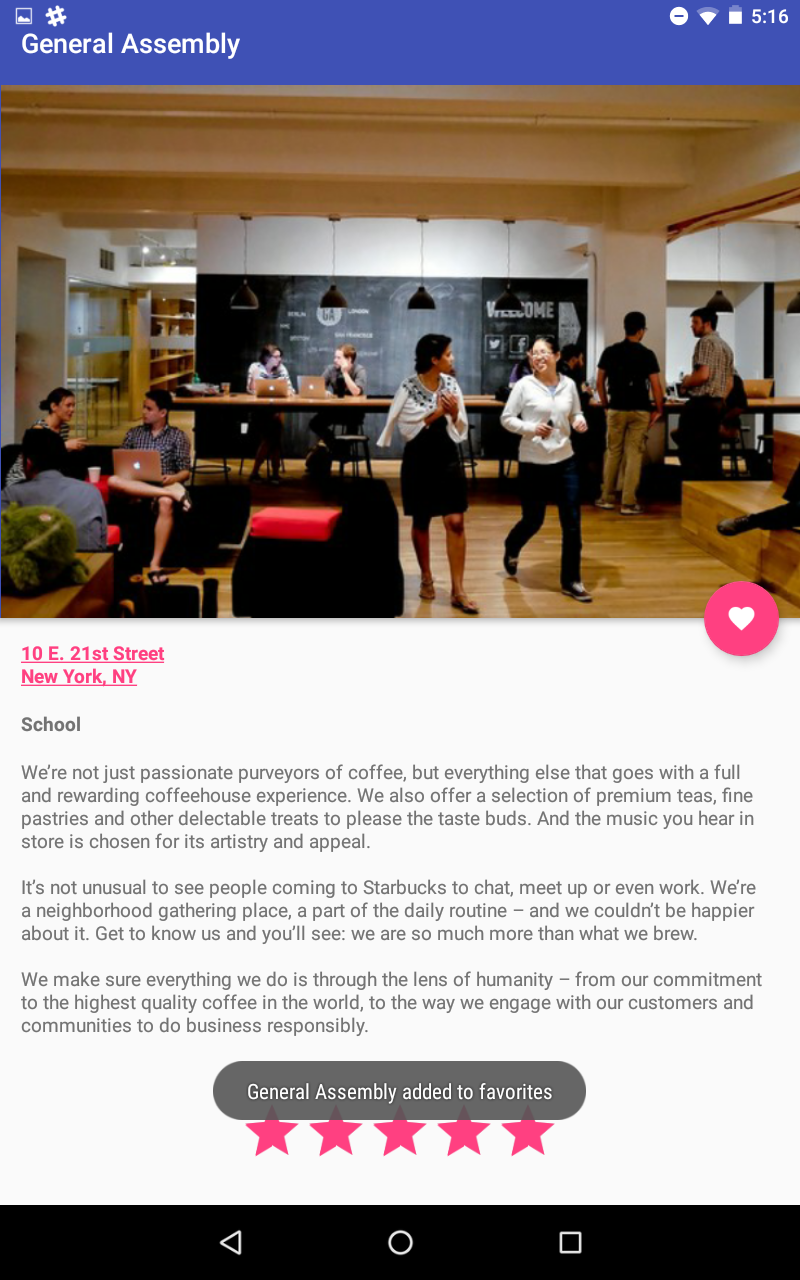 5:16
General Assembly
BERLIN
GA
LONDON
SAN FRANCISCO
WELCOME
10 E. 21st Street
New York, NY
School
We’re not just passionate purveyors of coffee, but everything else that goes with a full
and rewarding coffeehouse experience. We also offer a selection of premium teas, fine
pastries and other delectable treats to please the taste buds. And the music you hear in
store is chosen for its artistry and appeal.
It’s not unusual to see people coming to Starbucks to chat, meet up or even work. We’re
a neighborhood gathering place, a part of the daily routine – and we couldn’t be happier
about it. Get to know us and you’ll see: we are so much more than what we brew.
We make sure everything we do is through the lens of humanity – from our commitment
to the highest quality coffee in the world, to the way we engage with our customers and
communities to do business responsibly.
General Assembly added to favorites